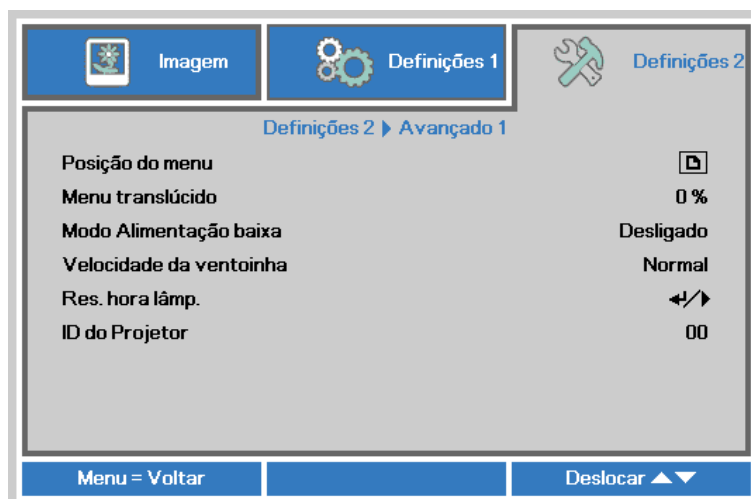 Imagem
Definições 1
Definições 2
Definições 2 Avançado 1
Posição do menu
Menu translúcido 0 %
Modo Alimentação baixa Desligado
Velocidade da ventoinha Normal
Res. hora lâmp. ↵/▶
ID do Projetor 00
Menu = Voltar
Deslocar ▲▼